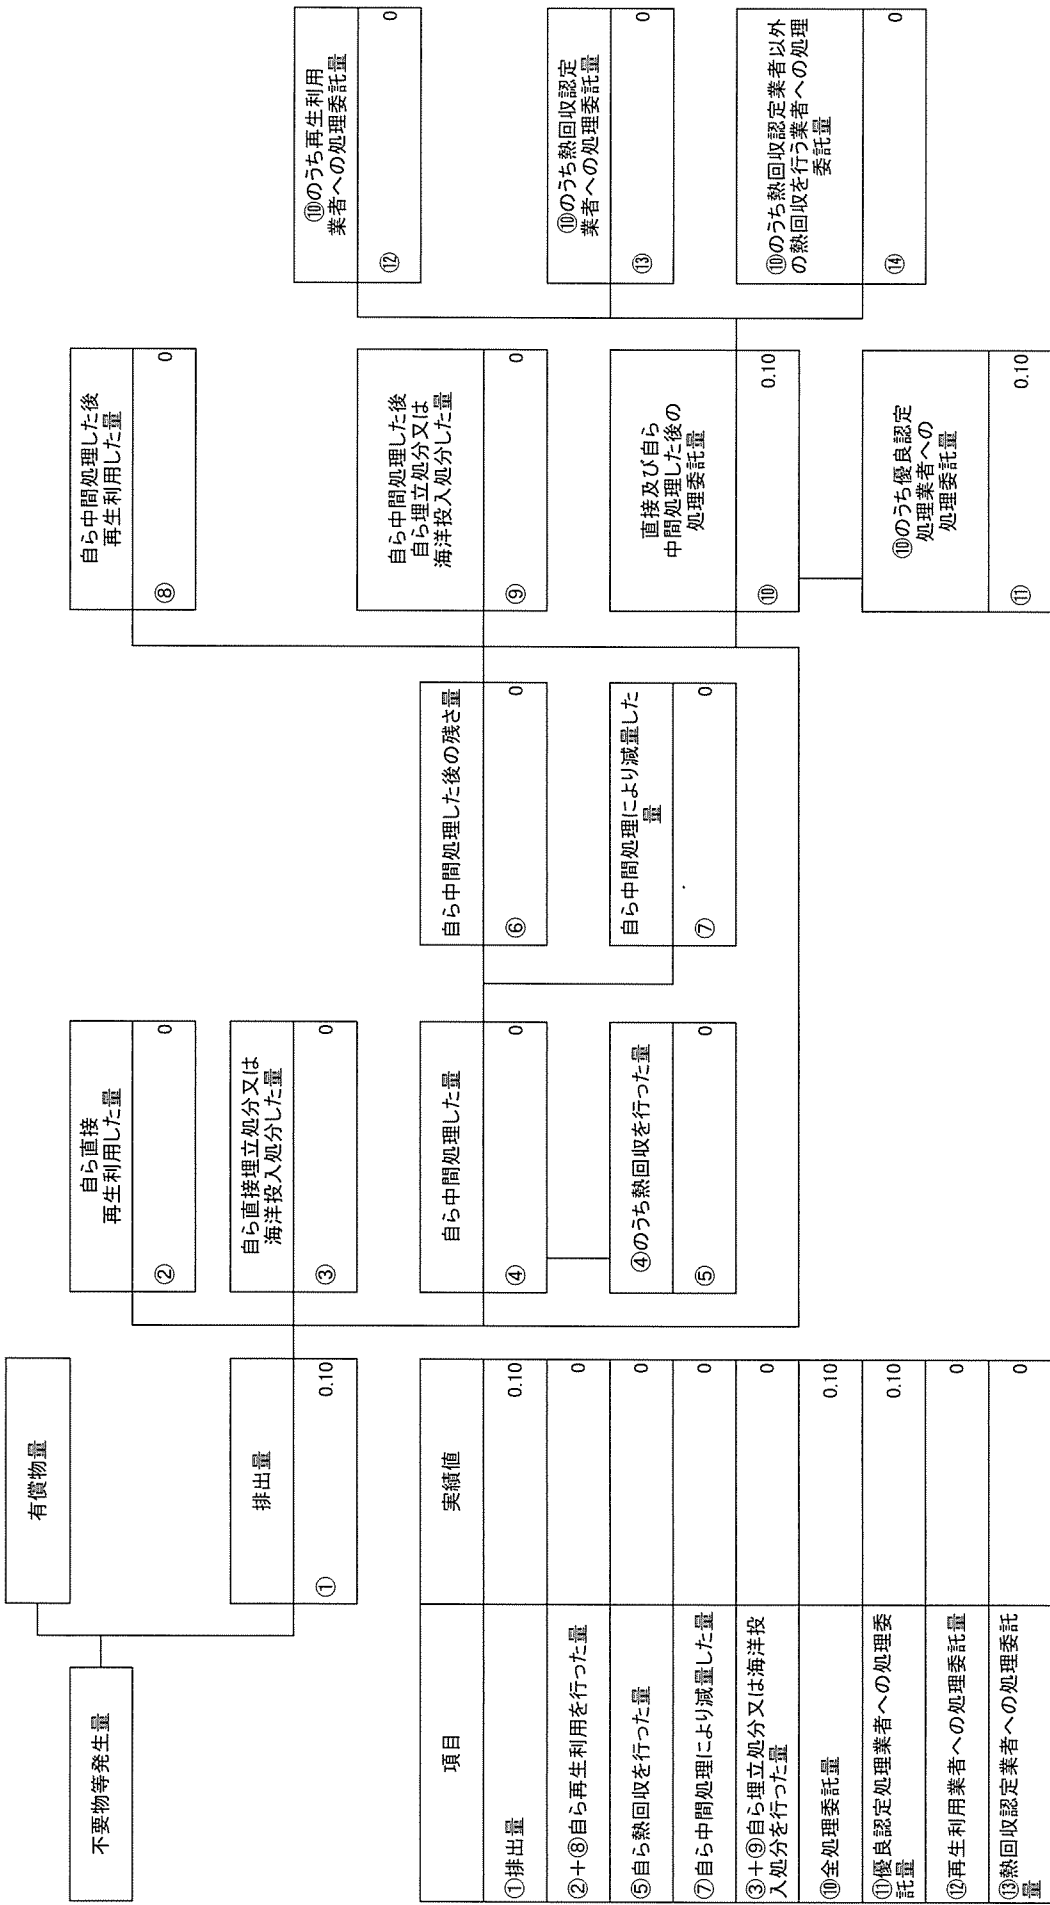 不要物等発生量
有償物量
排出量
① 0.10
自ら直接
再生利用した量
② 0
自ら直接埋立処分又は
海洋投入処分した量
③ 0
自ら中間処理した量
④ 0
④のうち熱回収を行った量
⑤ 0
自ら中間処理した後の残さ量
⑥ 0
自ら中間処理により減量した
量
⑦ 0
自ら中間処理した後
再生利用した量
⑧ 0
自ら中間処理した後
自ら埋立処分又は
海洋投入処分した量
⑨ 0
直接及び自ら
中間処理した後の
処理委託量
⑩ 0.10
⑩のうち優良認定
処理業者への
処理委託量
⑪ 0.10
⑩のうち再生利用
業者への処理委託量
⑫ 0
⑩のうち熱回収認定
業者への処理委託量
⑬ 0
⑩のうち熱回収認定業者以外
の熱回収を行う業者への処理
委託量
⑭ 0
項目 実績値
①排出量 0.10
②+⑧自ら再生利用を行った量 0
⑤自ら熱回収を行った量 0
⑦自ら中間処理により減量した量 0
③+⑨自ら埋立処分又は海洋投
入処分を行った量 0
⑩全処理委託量 0.10
⑪優良認定処理業者への処理委
託量 0.10
⑫再生利用業者への処理委託量 0
⑬熱回収認定業者への処理委託
量 0